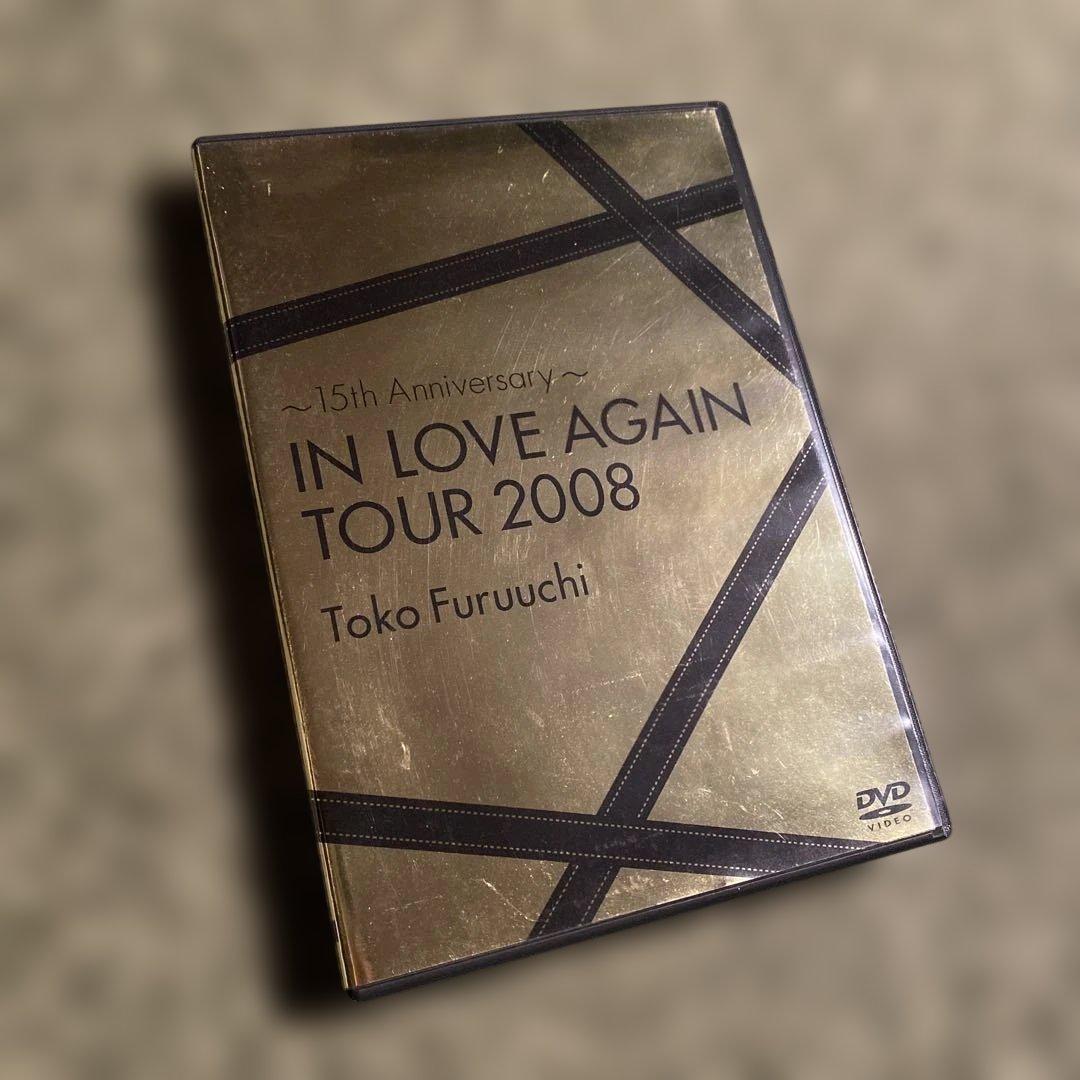 ～15th Anniversary～
IN LOVE AGAIN
TOUR 2008
Toko Furuuchi
DVD
VIDEO